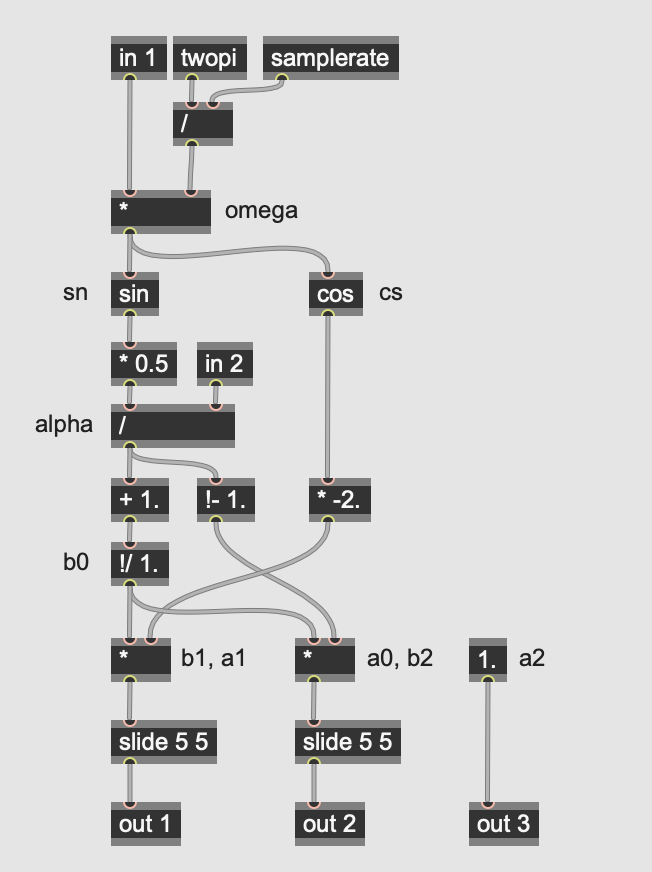 in 1 twopi samplerate
/
* omega
sn sin cos cs
* 0.5 in 2
alpha /
+ 1. !- 1. * -2.
b0 !/ 1.
* b1, a1 * a0, b2 1. a2
slide 5 5 slide 5 5
out 1 out 2 out 3